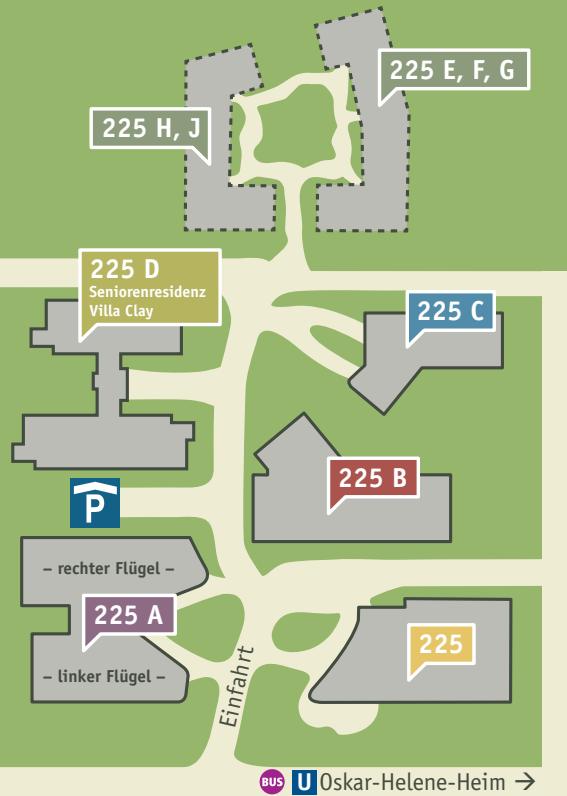 225 E, F, G
225 H, J
225 D
Seniorenresidenz
Villa Clay
225 C
225 B
P
– rechter Flügel –
225 A
– linker Flügel –
225
Einfahrt
BUS U Oskar-Helene-Heim →